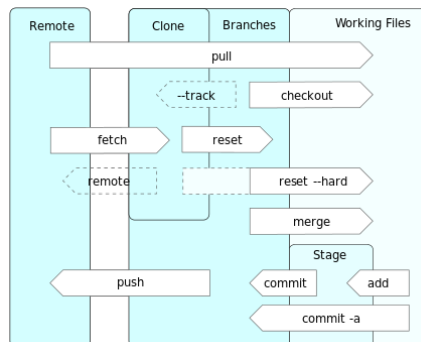 Remote Clone Branches Working Files
pull
--track checkout
fetch reset
remote reset --hard
merge
Stage
push commit add
commit -a